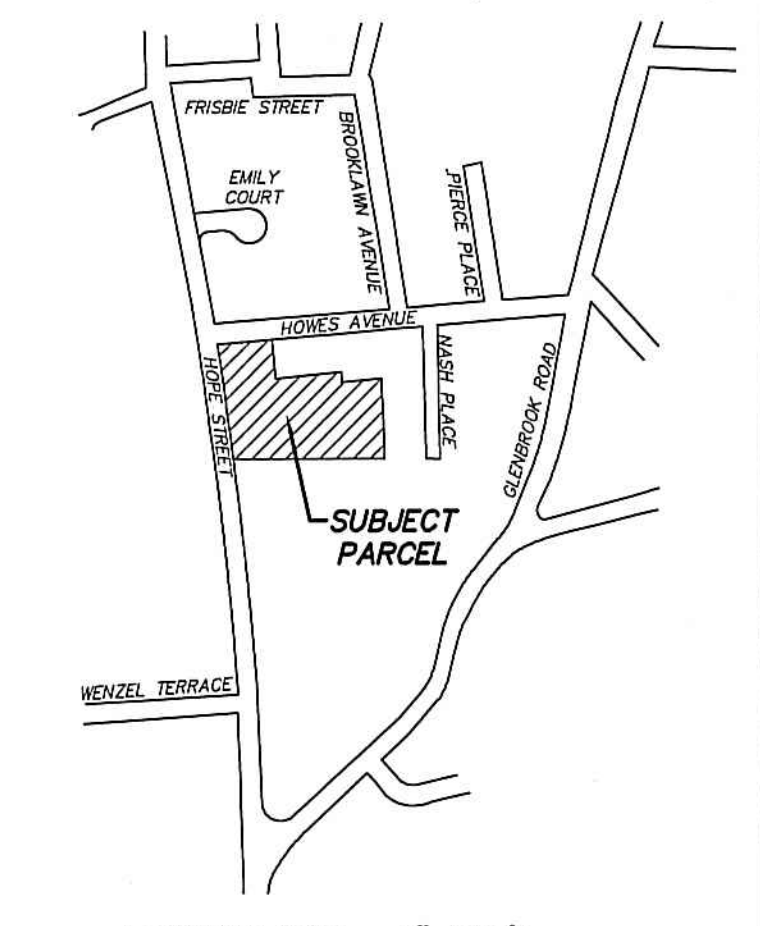 FRISBIE STREET
BROOKLAWN AVENUE
EMILY
COURT
PIERCE PLACE
HOWES AVENUE
HOPE STREET
NASH PLACE
GLENBROOK ROAD
SUBJECT
PARCEL
WENZEL TERRACE